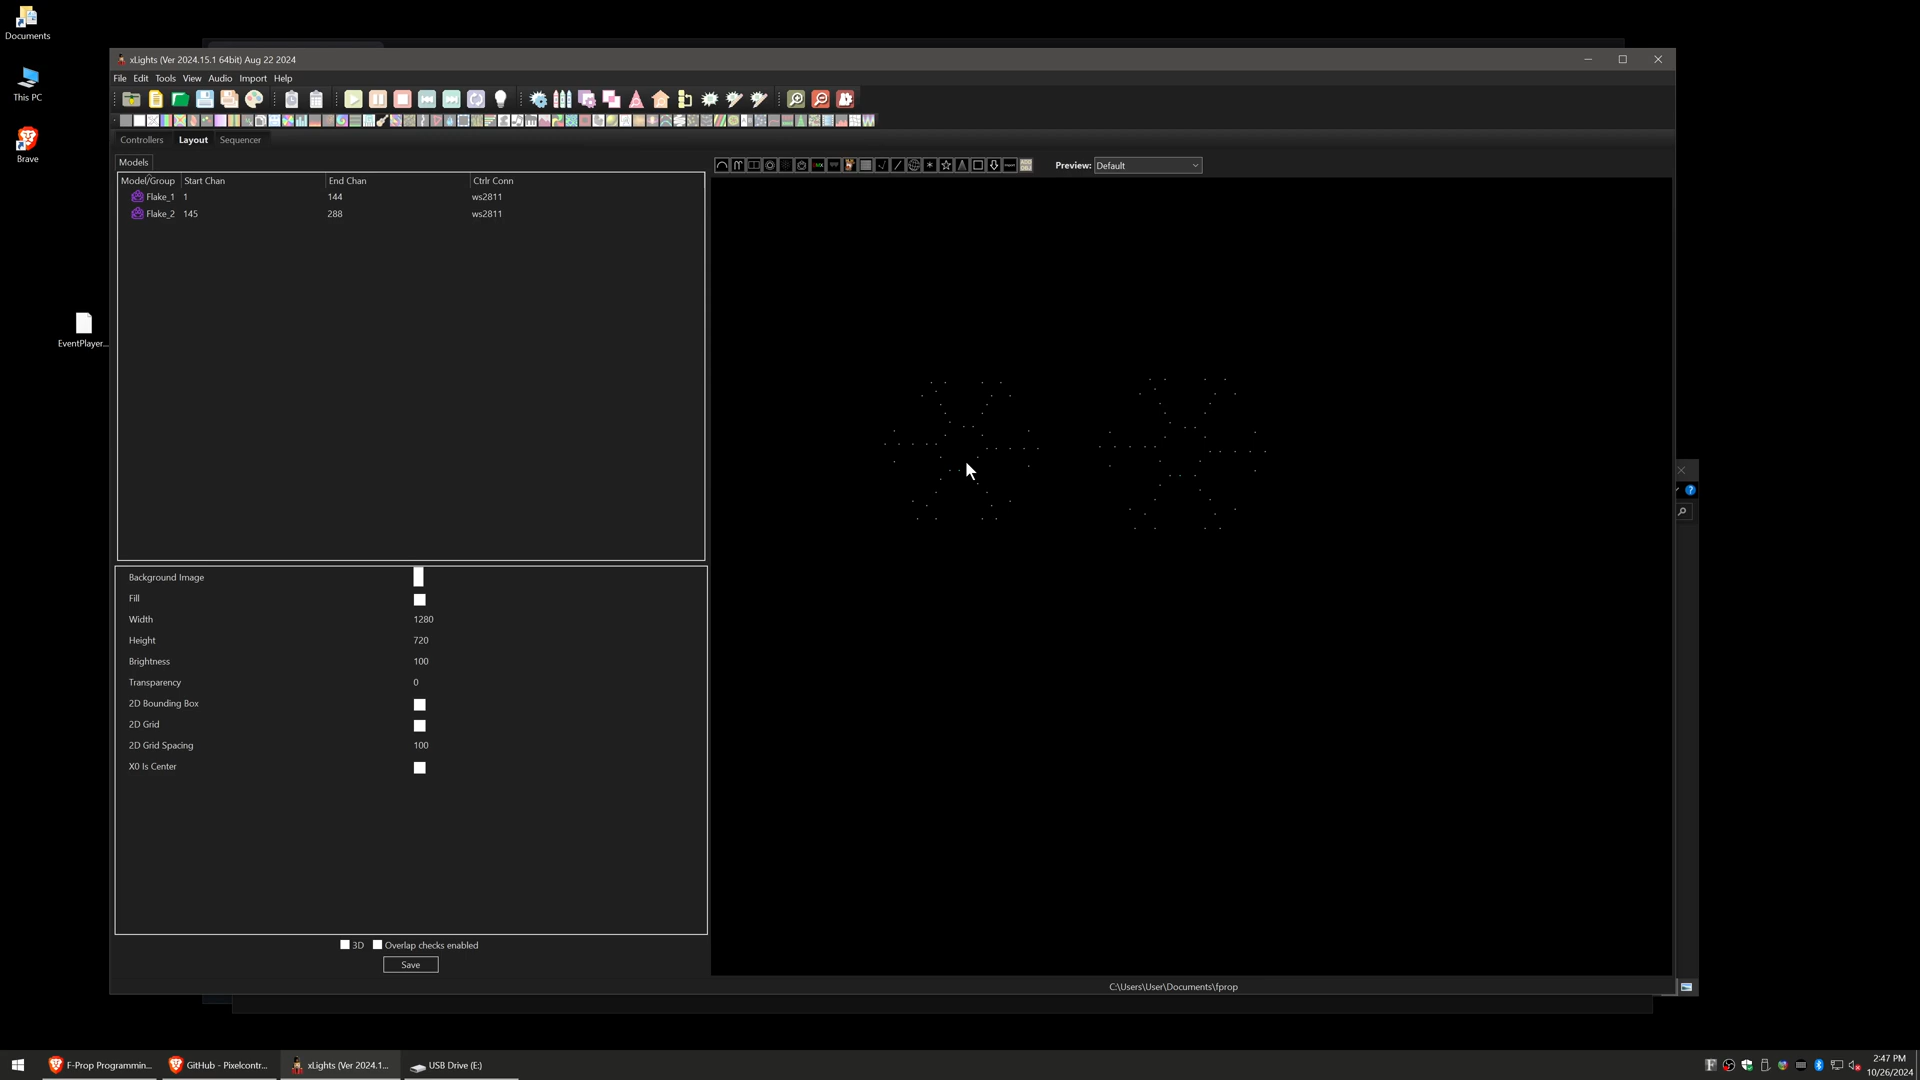 Documents
This PC
Brave
EventPlayer...
xLights (Ver 2024.15.1 64bit) Aug 22 2024
File Edit Tools View Audio Import Help
Controllers Layout Sequencer
Models
Preview: Default
Model/Group Start Chan End Chan Ctrlr Conn
Flake_1 1 144 ws2811
Flake_2 145 288 ws2811
Background Image
Fill
Width 1280
Height 720
Brightness 100
Transparency 0
2D Bounding Box
2D Grid
2D Grid Spacing 100
X0 Is Center
3D Overlap checks enabled
Save
C:\Users\User\Documents\fprop
F-Prop Programmin...
GitHub - Pixelcontr...
xLights (Ver 2024.1...
USB Drive (E:)
2:47 PM
10/26/2024